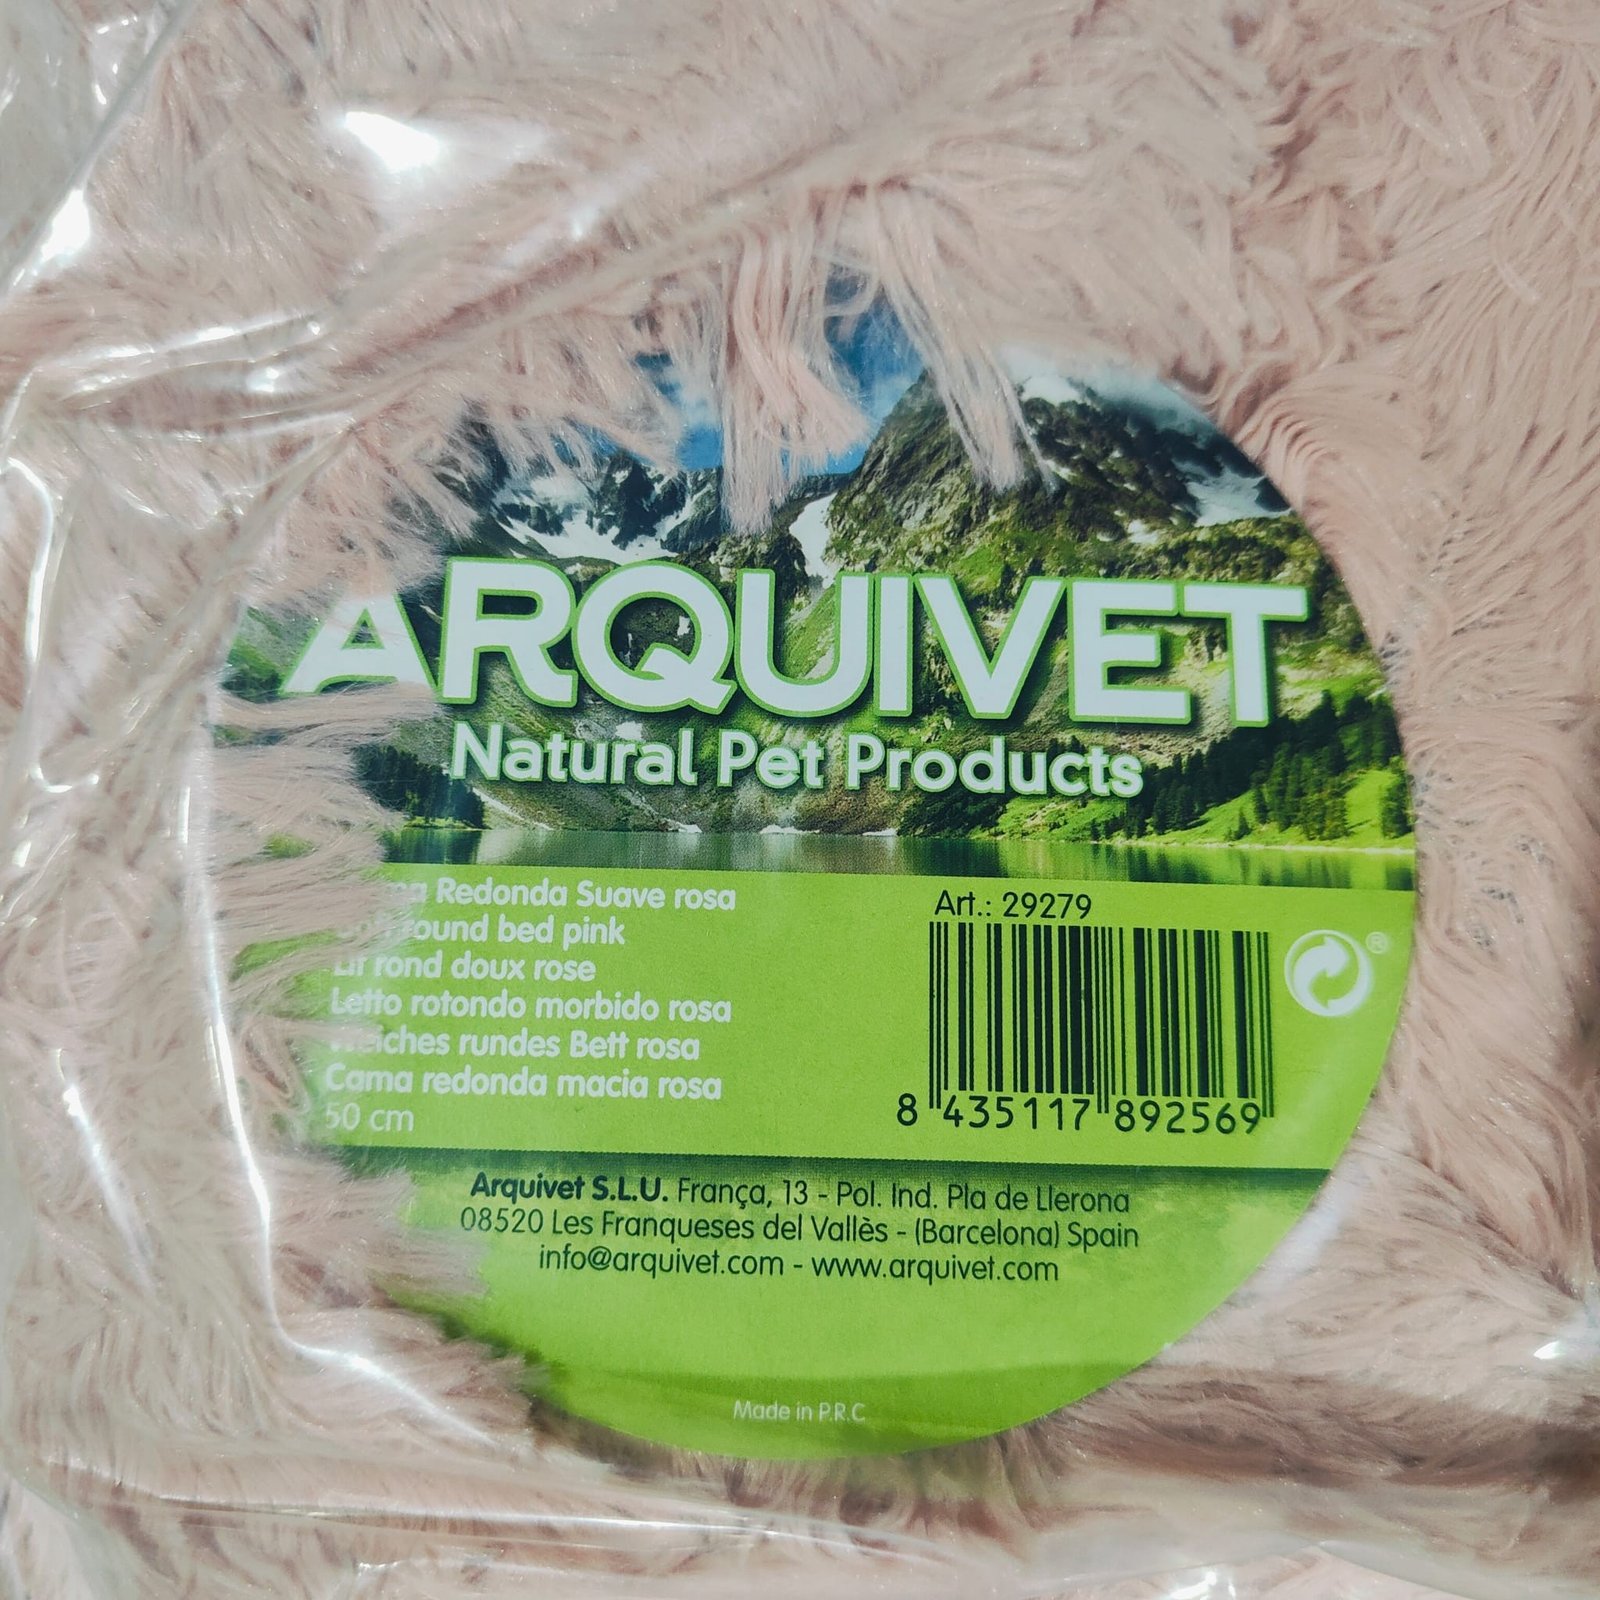 ARQUIVET
Natural Pet Products
Redonda Suave rosa
bed pink
rond doux rose
Letto rotondo morbido rosa
rundes Bett rosa
Cama redonda macia rosa
50 cm
Art.: 29279
8 435117 892569
®
Arquivet S.L.U. França, 13 - Pol. Ind. Pla de Llerona
08520 Les Franqueses del Vallès - (Barcelona) Spain
info@arquivet.com - www.arquivet.com
Made in P.R.C